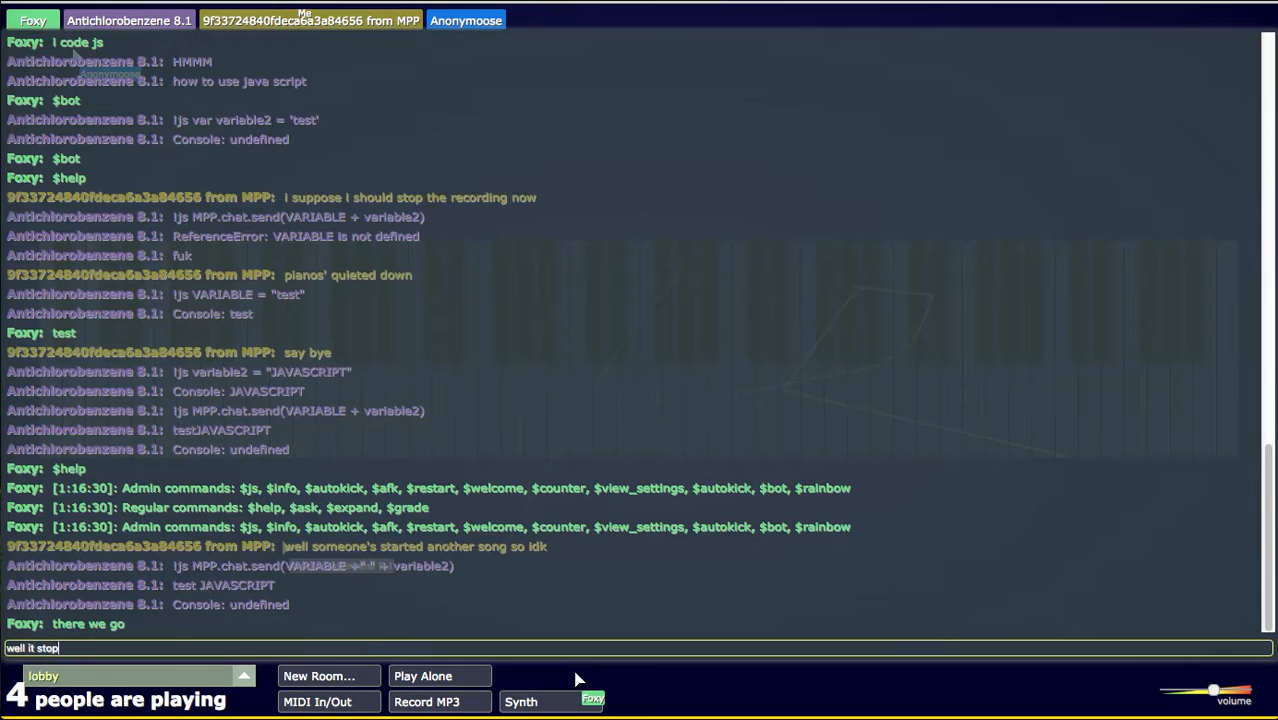 Foxy
Antichlorobenzene 8.1
Me
9f33724840fdeca6a3a84656 from MPP
Anonymoose
Foxy: i code js
Antichlorobenzene 8.1: HMMM
Anonymoose
Antichlorobenzene 8.1: how to use java script
Foxy: $bot
Antichlorobenzene 8.1: !js var variable2 = 'test'
Antichlorobenzene 8.1: Console: undefined
Foxy: $bot
Foxy: $help
9f33724840fdeca6a3a84656 from MPP: i suppose i should stop the recording now
Antichlorobenzene 8.1: !js MPP.chat.send(VARIABLE + variable2)
Antichlorobenzene 8.1: ReferenceError: VARIABLE is not defined
Antichlorobenzene 8.1: fuk
9f33724840fdeca6a3a84656 from MPP: pianos' quieted down
Antichlorobenzene 8.1: !js VARIABLE = "test"
Antichlorobenzene 8.1: Console: test
Foxy: test
9f33724840fdeca6a3a84656 from MPP: say bye
Antichlorobenzene 8.1: !js variable2 = "JAVASCRIPT"
Antichlorobenzene 8.1: Console: JAVASCRIPT
Antichlorobenzene 8.1: !js MPP.chat.send(VARIABLE + variable2)
Antichlorobenzene 8.1: testJAVASCRIPT
Antichlorobenzene 8.1: Console: undefined
Foxy: $help
Foxy: [1:16:30]: Admin commands: $js, $info, $autokick, $afk, $restart, $welcome, $counter, $view_settings, $autokick, $bot, $rainbow
Foxy: [1:16:30]: Regular commands: $help, $ask, $expand, $grade
Foxy: [1:16:30]: Admin commands: $js, $info, $autokick, $afk, $restart, $welcome, $counter, $view_settings, $autokick, $bot, $rainbow
9f33724840fdeca6a3a84656 from MPP: well someone's started another song so idk
Antichlorobenzene 8.1: !js MPP.chat.send(VARIABLE +" " + variable2)
Antichlorobenzene 8.1: test JAVASCRIPT
Antichlorobenzene 8.1: Console: undefined
Foxy: there we go
well it stop
lobby
New Room...
Play Alone
4 people are playing
MIDI In/Out
Record MP3
Synth
Foxy
volume